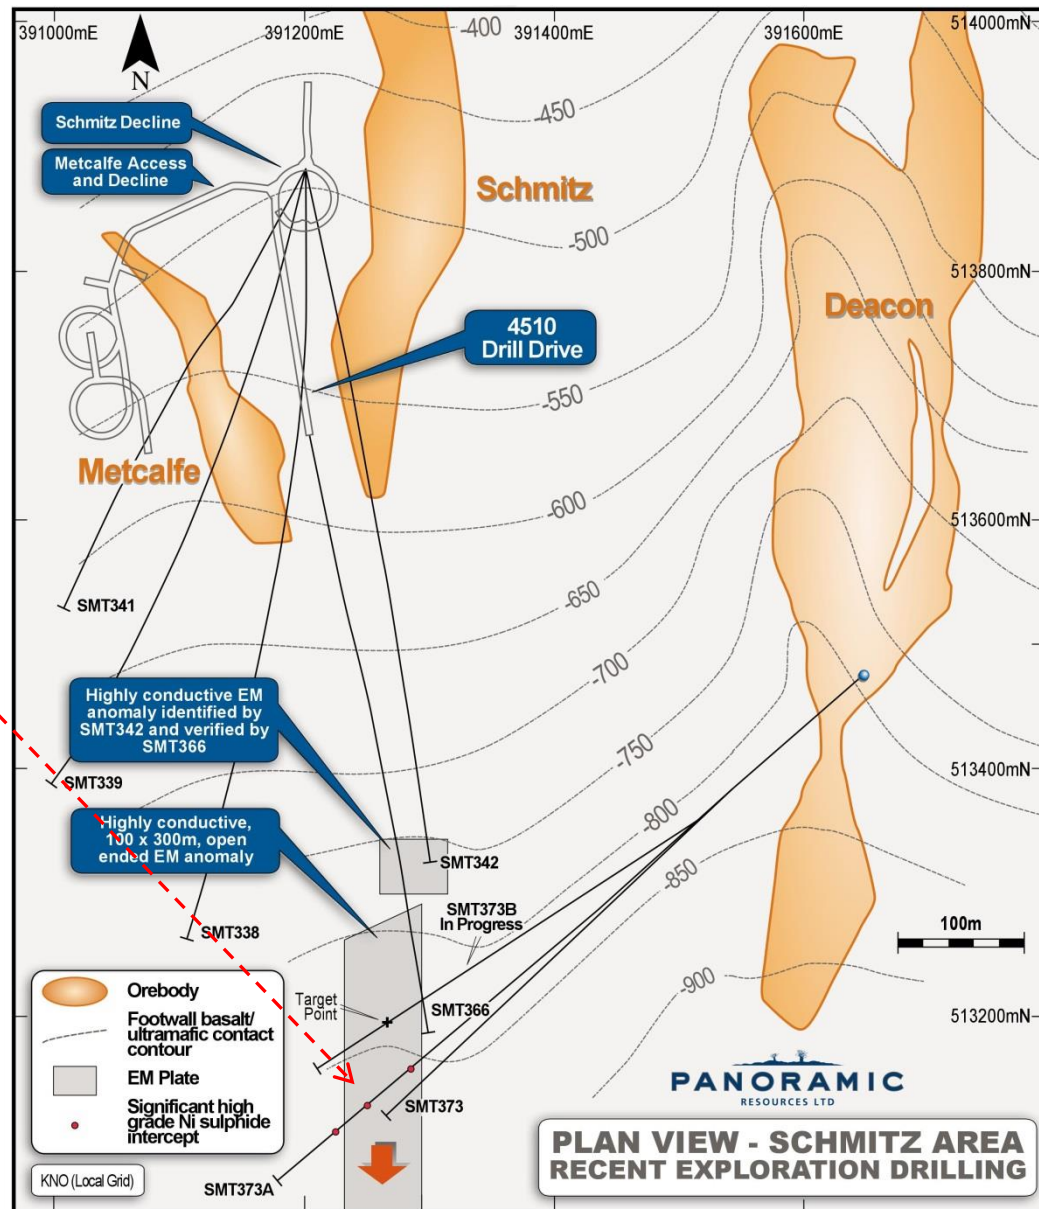 391000mE
391200mE
391400mE
391600mE
514000mN
-400
Schmitz Decline
-450
Metcalfe Access
and Decline
Schmitz
-500
513800mN
Deacon
4510
Drill Drive
-550
Metcalfe
-600
513600mN
SMT341
-650
-700
Highly conductive EM
anomaly identified by
SMT342 and verified by
SMT366
-750
SMT339
513400mN
-800
Highly conductive,
100 x 300m, open
ended EM anomaly
SMT342
-850
SMT373B
In Progress
SMT338
100m
-900
Orebody
Footwall basalt/
ultramafic contact
contour
EM Plate
Significant high
grade Ni sulphide
intercept
Target
Point
SMT366
513200mN
SMT373
PANORAMIC
RESOURCES LTD
PLAN VIEW - SCHMITZ AREA
RECENT EXPLORATION DRILLING
KNO (Local Grid)
SMT373A
N